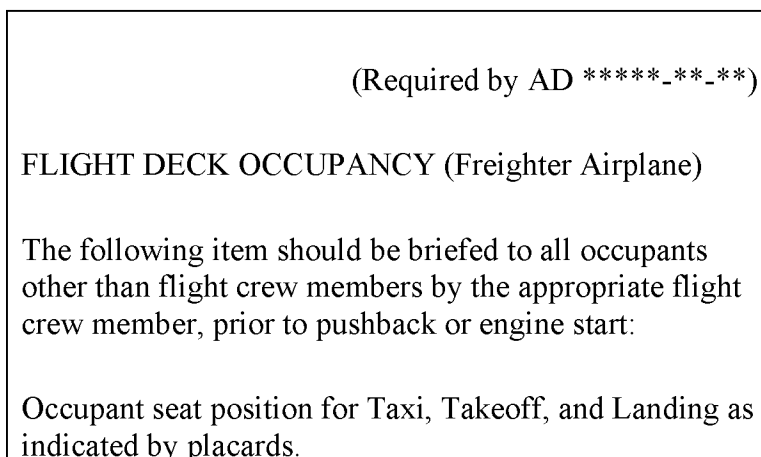 (Required by AD *****-**-**)
FLIGHT DECK OCCUPANCY (Freighter Airplane)
The following item should be briefed to all occupants
other than flight crew members by the appropriate flight
crew member, prior to pushback or engine start:
Occupant seat position for Taxi, Takeoff, and Landing as
indicated by placards.